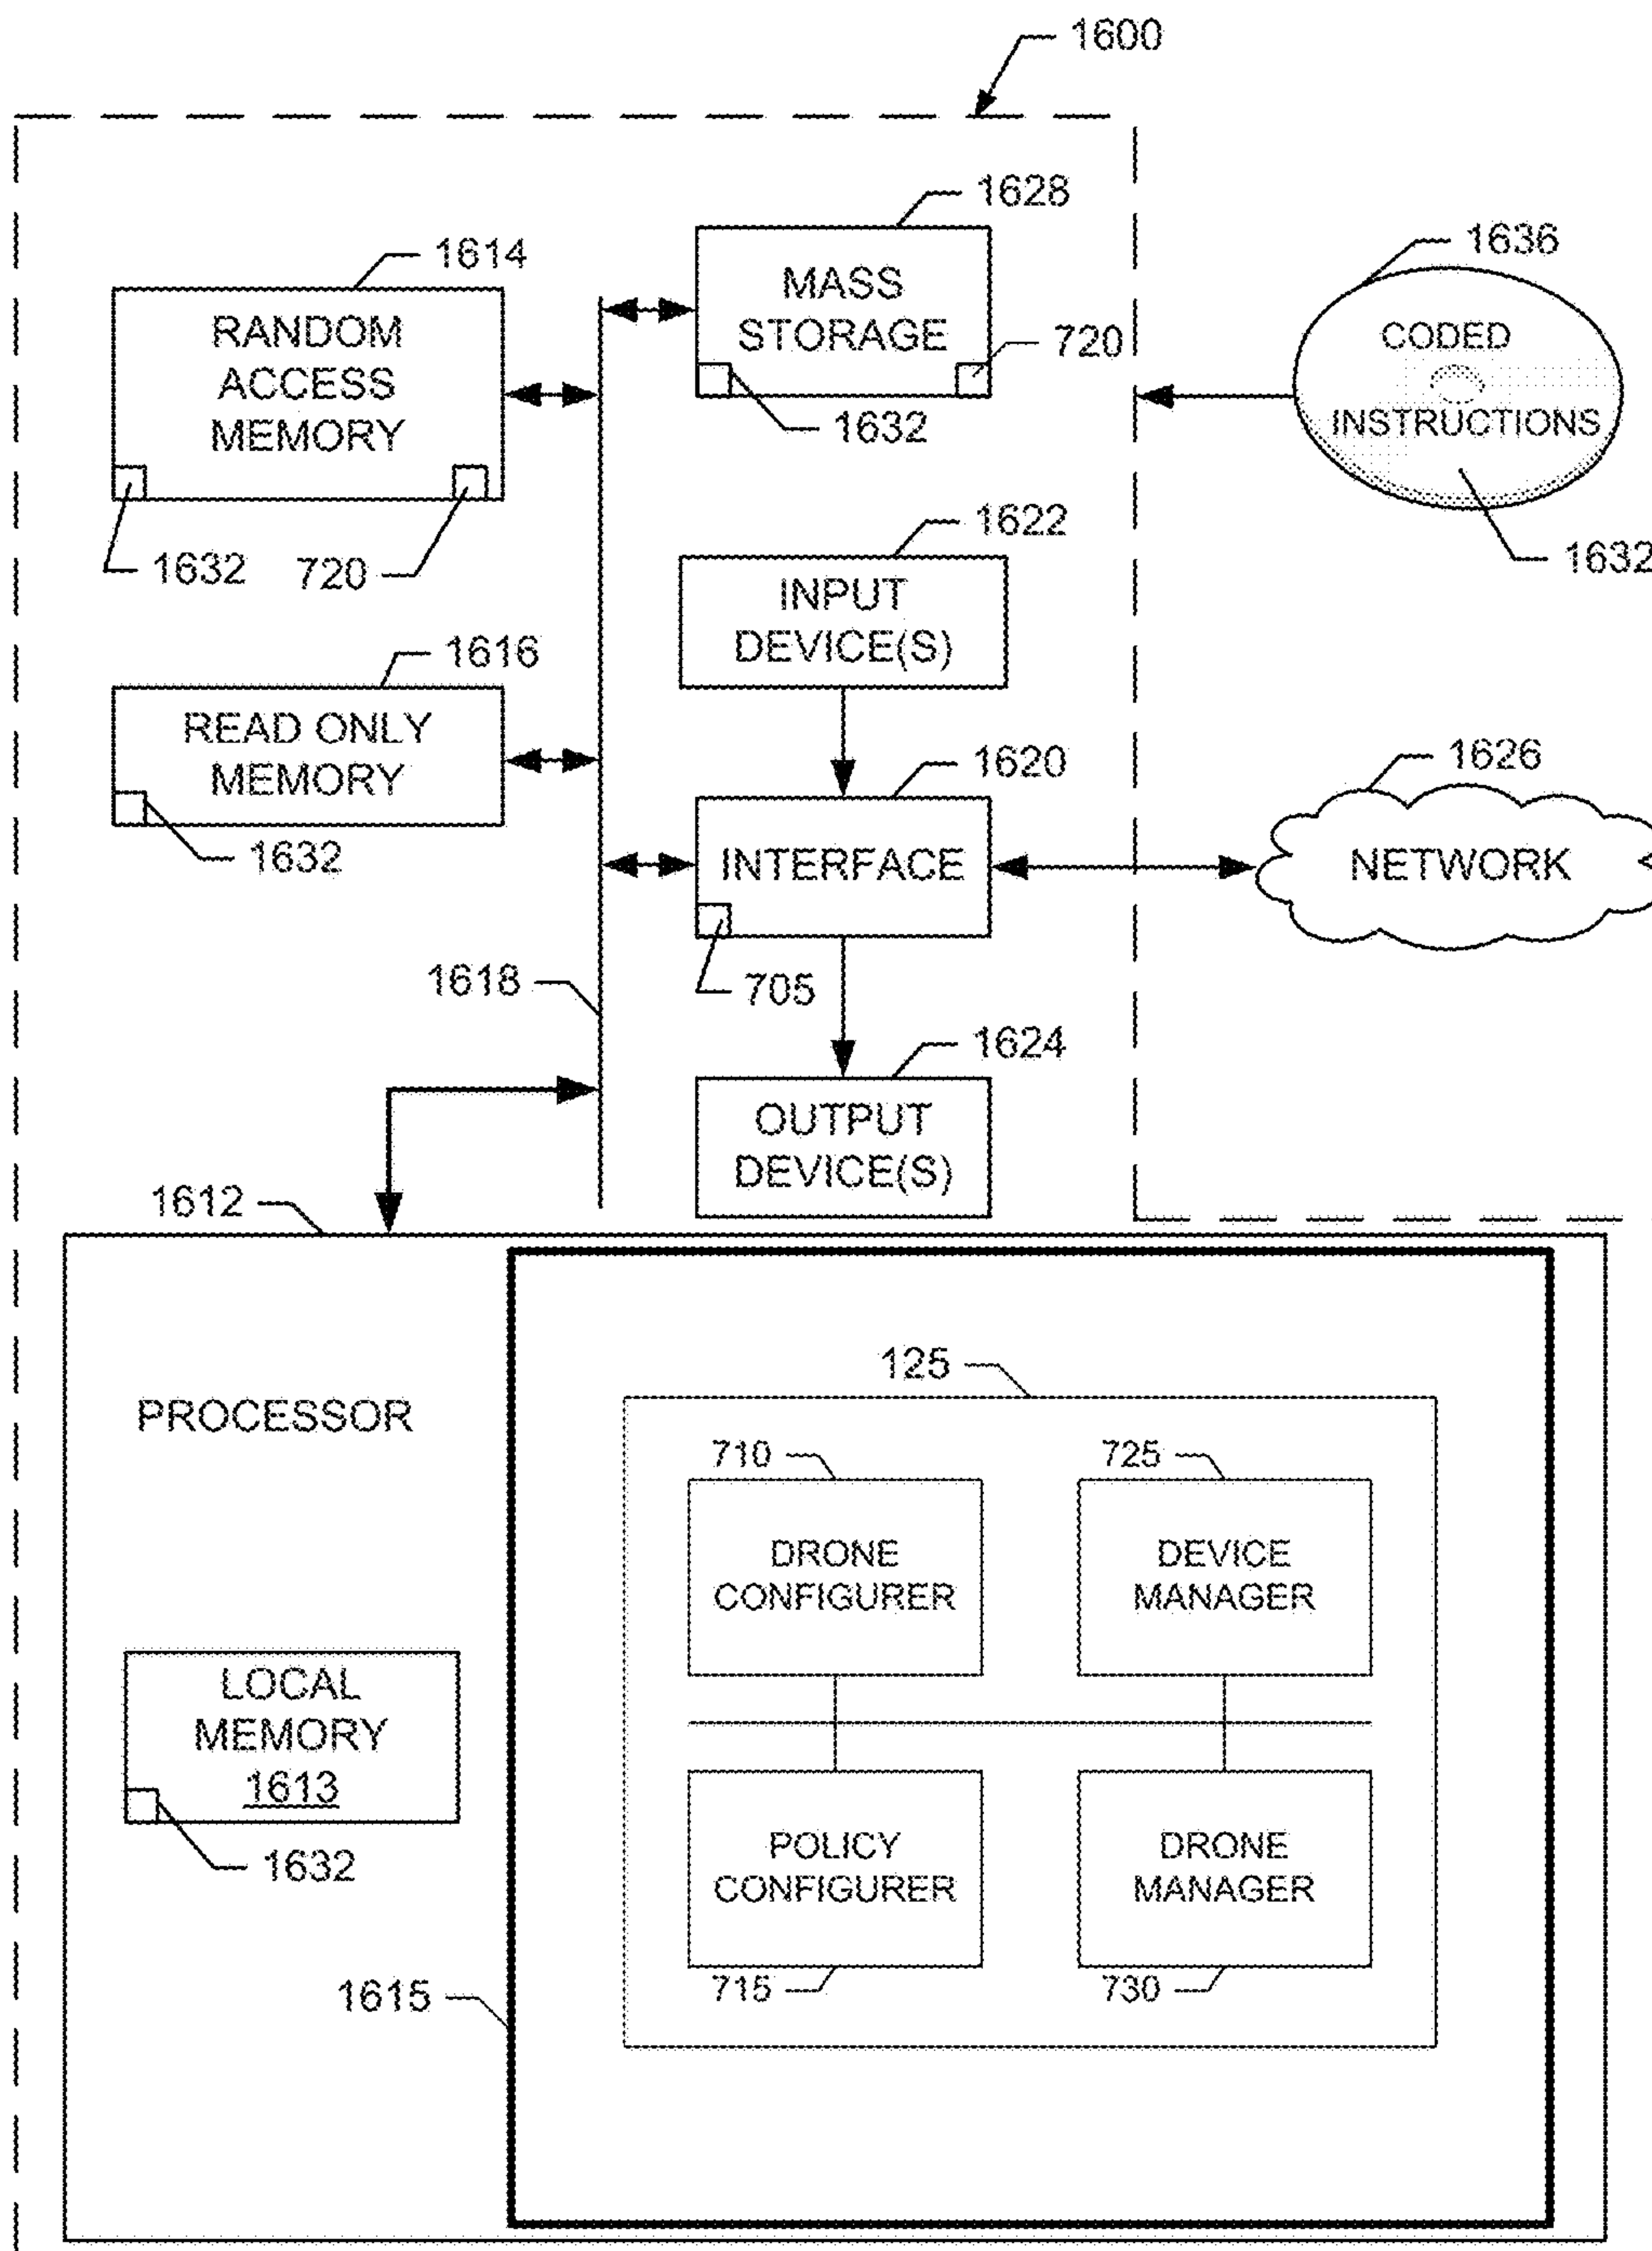 1600
1628
1614
MASS
STORAGE
720
1632
RANDOM
ACCESS
MEMORY
1632
720
1636
CODED
INSTRUCTIONS
1632
1622
INPUT
DEVICE(S)
1616
READ ONLY
MEMORY
1632
1620
INTERFACE
705
1626
NETWORK
1618
1624
OUTPUT
DEVICE(S)
1612
PROCESSOR
125
710
DRONE
CONFIGURER
725
DEVICE
MANAGER
LOCAL
MEMORY
1613
1632
POLICY
CONFIGURER
715
DRONE
MANAGER
730
1615